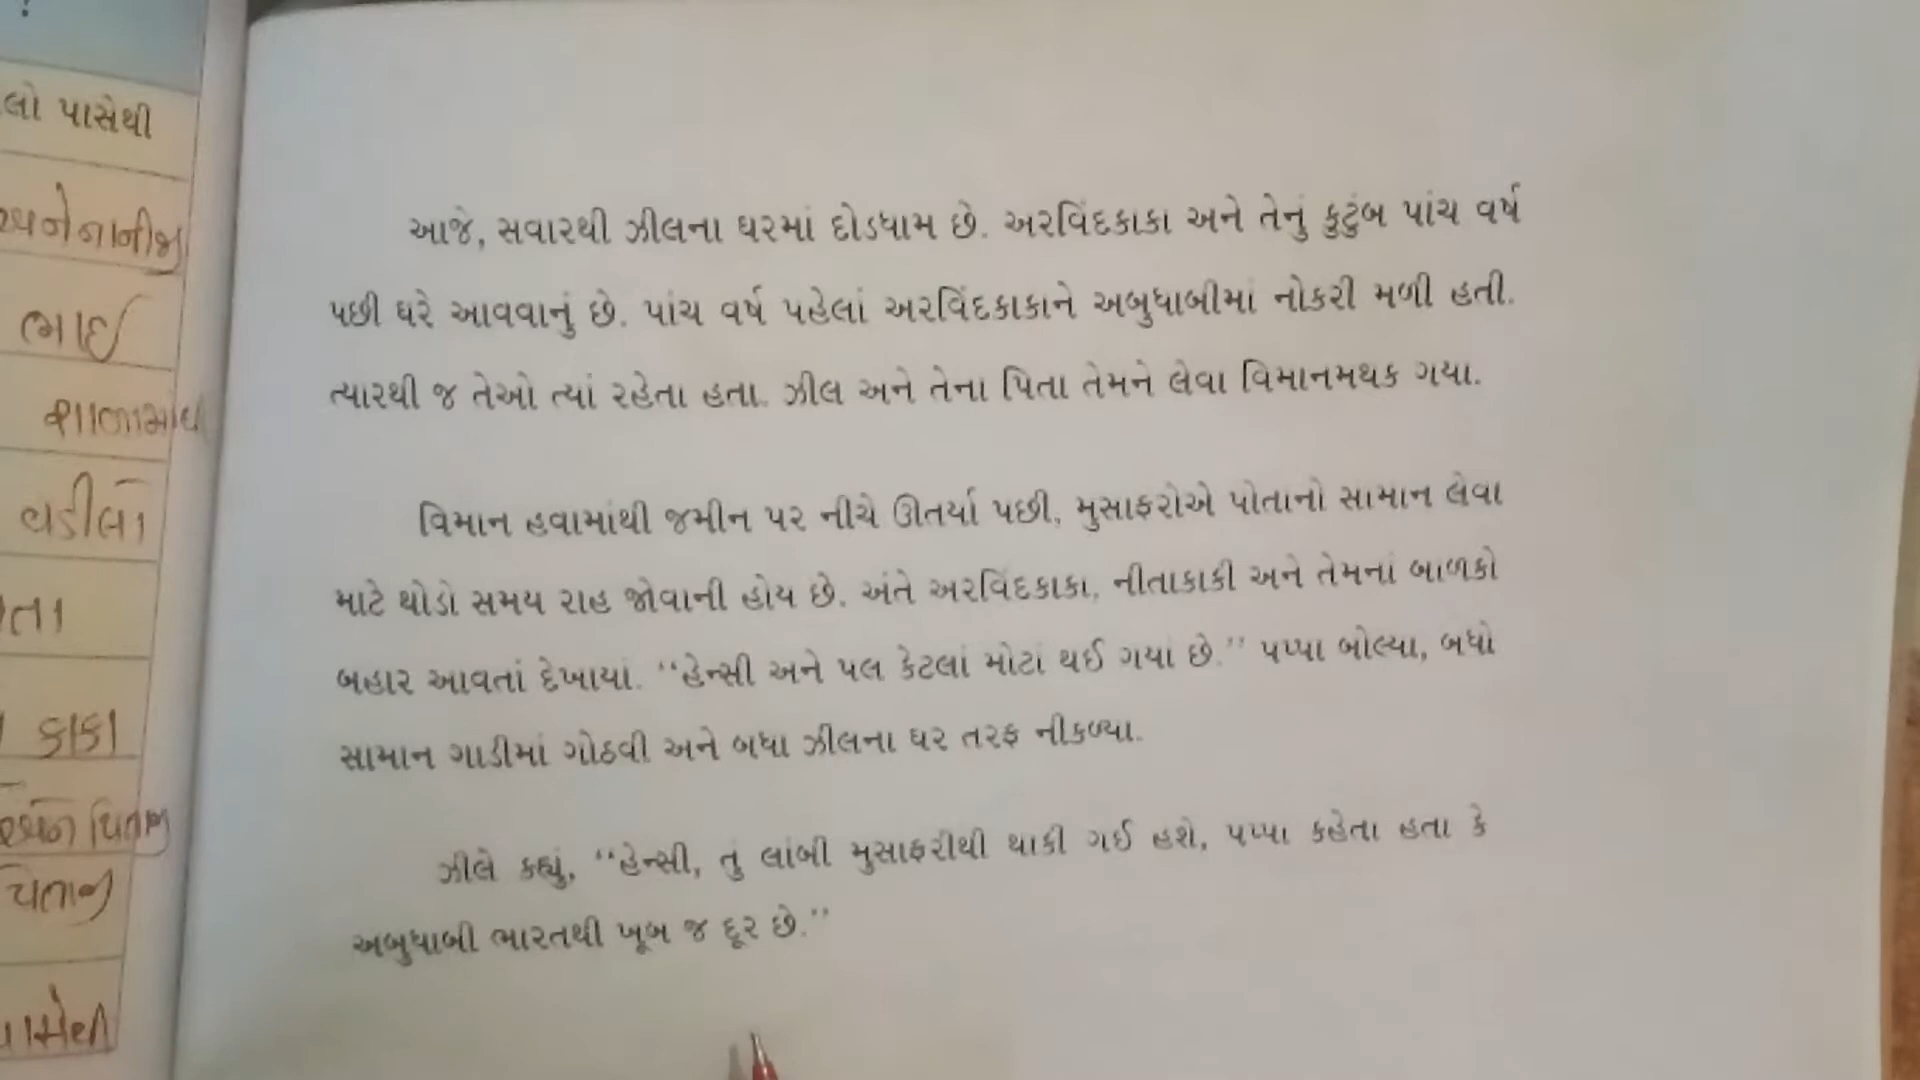 લો પાસેથી
ભાઈ
વડીલો
કાકા
આજે, સવારથી ઝીલના ઘરમાં દોડધામ છે. અરવિંદકાકા અને તેનું કુટુંબ પાંચ વર્ષ
પછી ઘરે આવવાનું છે. પાંચ વર્ષ પહેલાં અરવિંદકાકાને અબુધાબીમાં નોકરી મળી હતી.
ત્યારથી જ તેઓ ત્યાં રહેતા હતા. ઝીલ અને તેના પિતા તેમને લેવા વિમાનમથક ગયા.
વિમાન હવામાંથી જમીન પર નીચે ઊતર્યા પછી, મુસાફરોએ પોતાનો સામાન લેવા
માટે થોડો સમય રાહ જોવાની હોય છે. અંતે અરવિંદકાકા, નીતાકાકી અને તેમનાં બાળકો
બહાર આવતાં દેખાયાં. “હેન્સી અને પલ કેટલાં મોટાં થઈ ગયાં છે.” પપ્પા બોલ્યા, બધો
સામાન ગાડીમાં ગોઠવી અને બધા ઝીલના ઘર તરફ નીકળ્યા.
ઝીલે કહ્યું, “હેન્સી, તું લાંબી મુસાફરીથી થાકી ગઈ હશે, પપ્પા કહેતા હતા કે
અબુધાબી ભારતથી ખૂબ જ દૂર છે.”